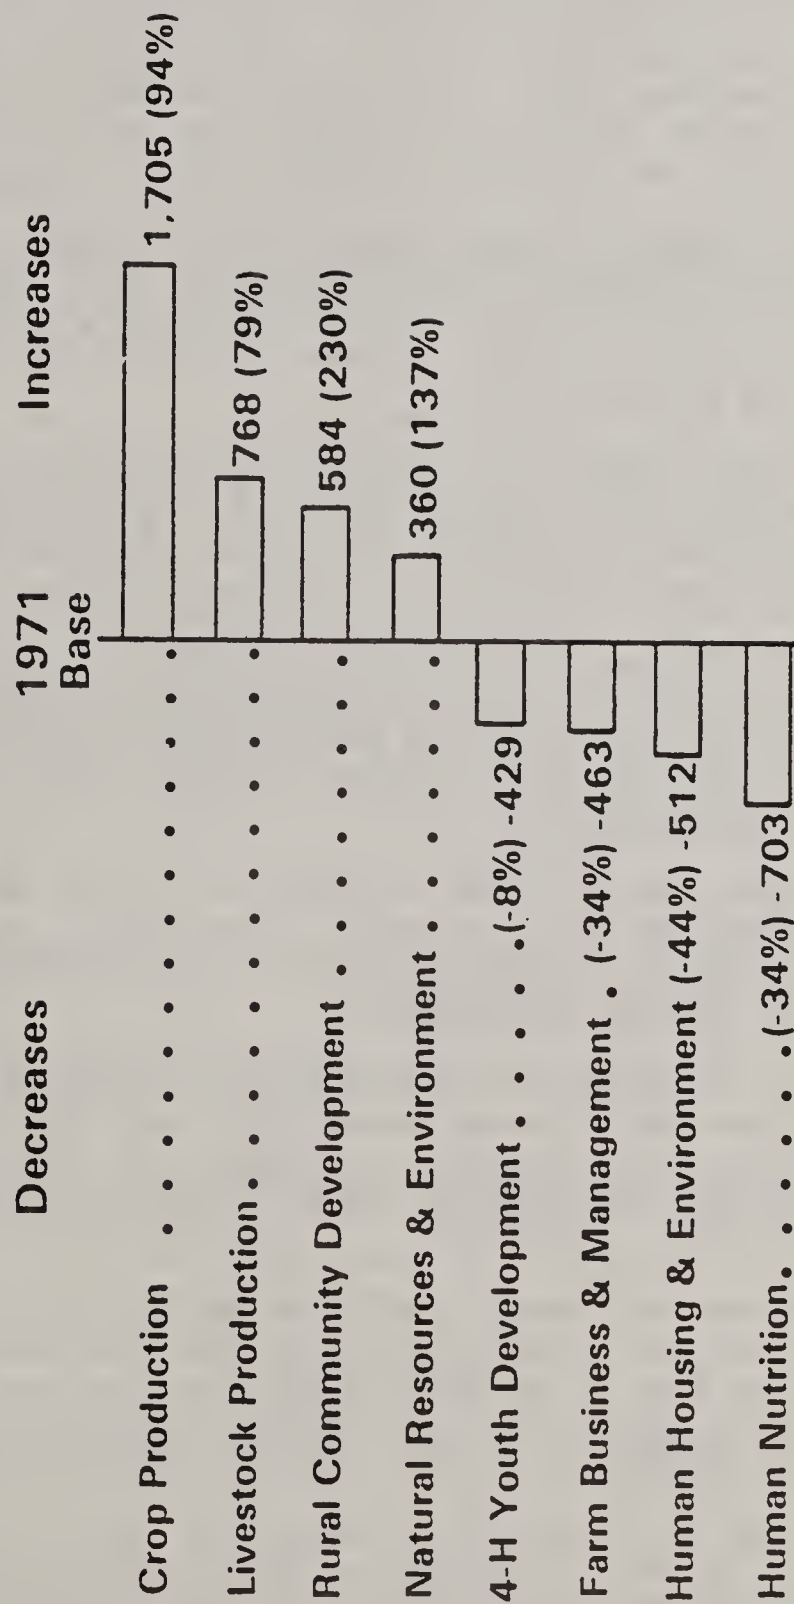 Decreases 1971 Base Increases
Crop Production . . . . . . . . . . . . . . 1,705 (94%)
Livestock Production. . . . . . . . . . . . . 768 (79%)
Rural Community Development . . . . . . . . 584 (230%)
Natural Resources & Environment . . . . . . . 360 (137%)
4-H Youth Development . . . . .(-8%) -429
Farm Business & Management . (-34%) -463
Human Housing & Environment (-44%) -512
Human Nutrition. . . . . .(-34%) -703